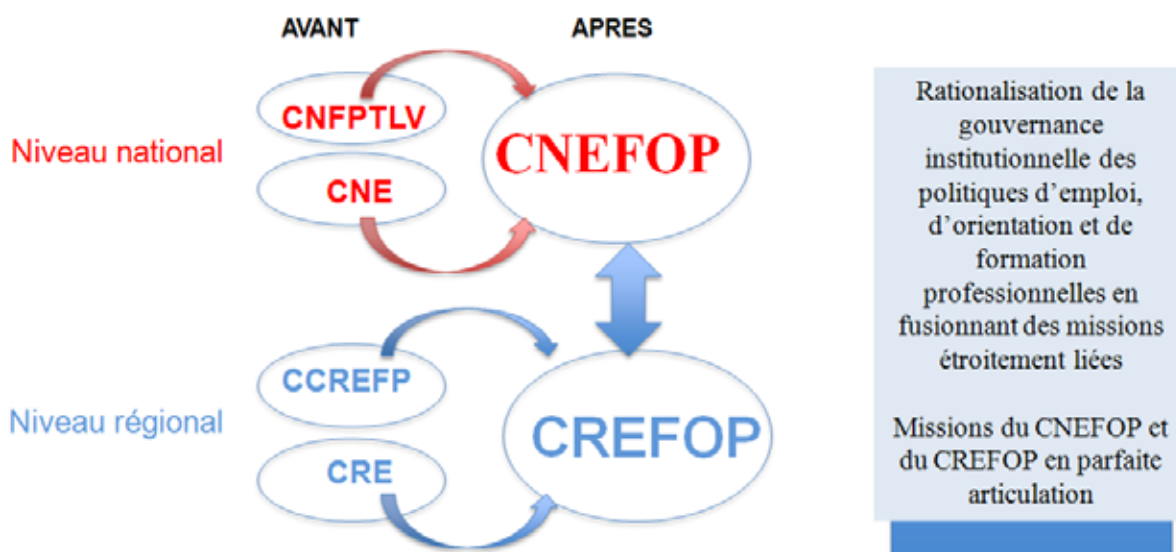 AVANT
APRES
Niveau national
CNFPTLV
CNE
CNEFOP
Niveau régional
CCREFP
CRE
CREFOP
Rationalisation de la
gouvernance
institutionnelle des
politiques d’emploi,
d’orientation et de
formation
professionnelles en
fusionnant des missions
étroitement liées
Missions du CNEFOP et
du CREFOP en parfaite
articulation